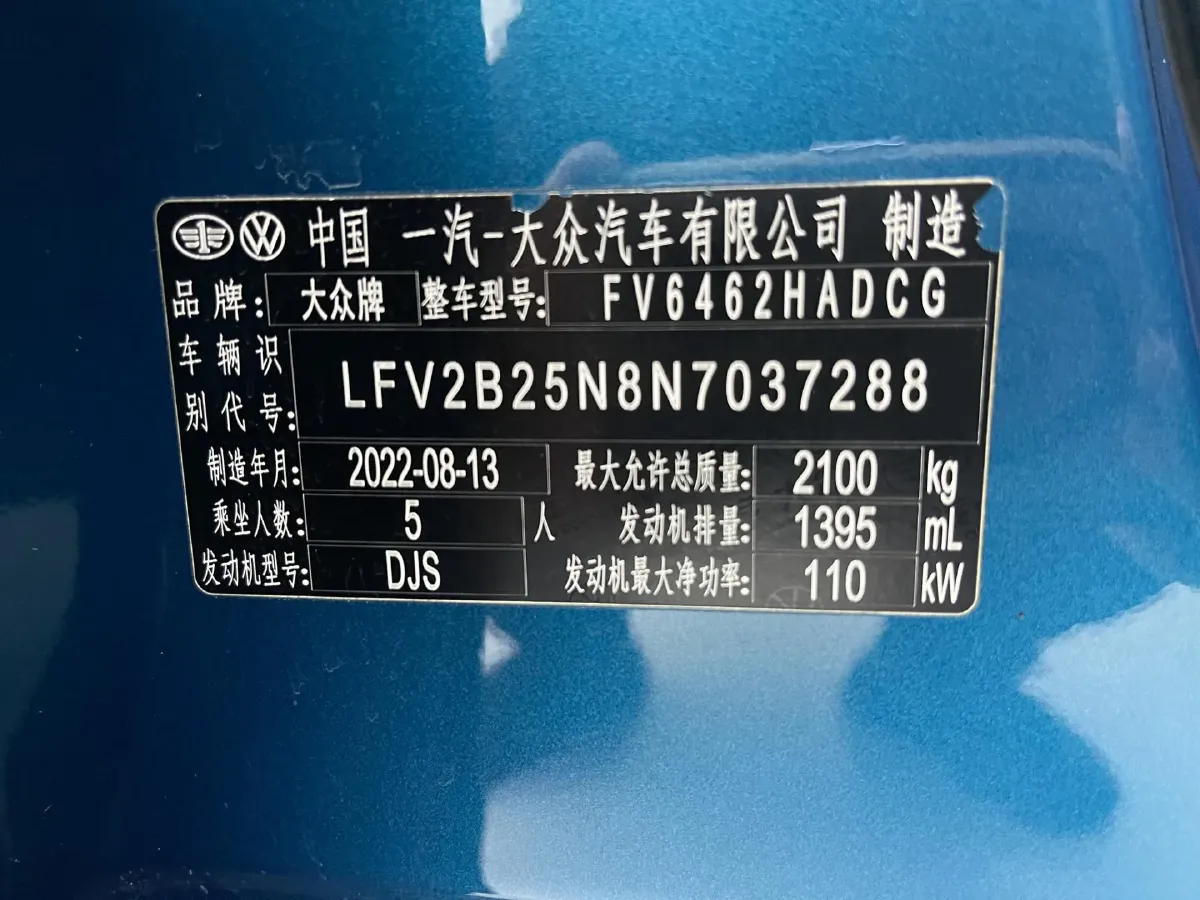 中国 一汽-大众汽车有限公司 制造
品牌: 大众牌 整车型号: FV6462HADCG
车辆识别代号: LFV2B25N8N7037288
制造年月: 2022-08-13 最大允许总质量: 2100 kg
乘坐人数: 5 人 发动机排量: 1395 mL
发动机型号: DJS 发动机最大净功率: 110 kW